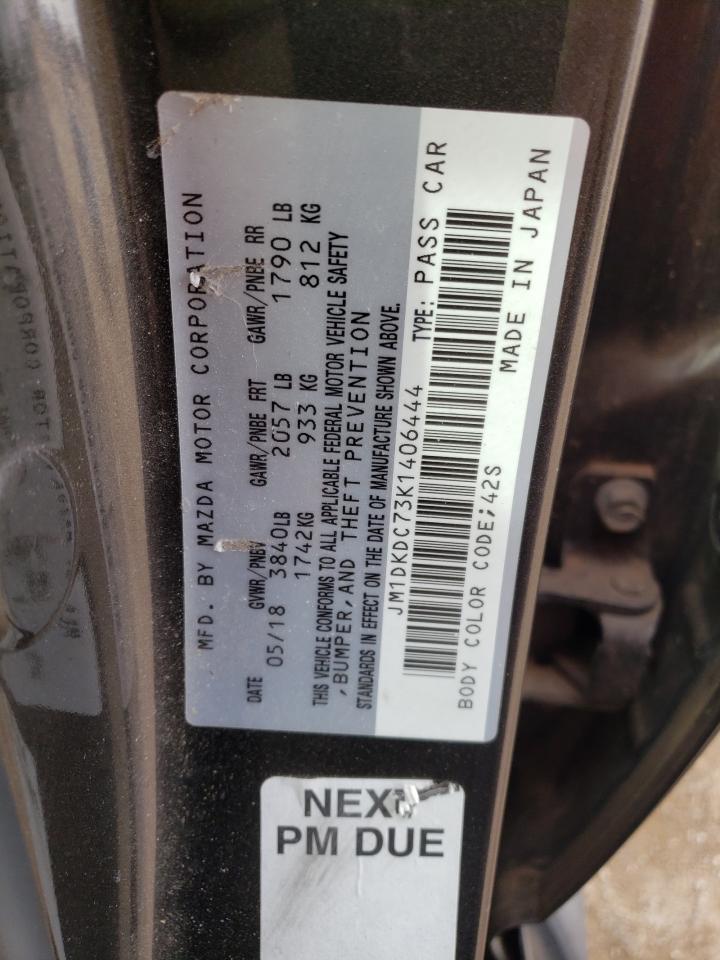 MFD. BY MAZDA MOTOR CORPORATION
DATE GVWR/PNBV GAWR/PNBE FRT GAWR/PNBE RR
05/18 3840LB 2057 LB 1790 LB
1742KG 933 KG 812 KG
THIS VEHICLE CONFORMS TO ALL APPLICABLE FEDERAL MOTOR VEHICLE SAFETY
,BUMPER,AND THEFT PREVENTION
STANDARDS IN EFFECT ON THE DATE OF MANUFACTURE SHOWN ABOVE.
JM1DKDC73K1406444 TYPE: PASS CAR
BODY COLOR CODE;42S MADE IN JAPAN
NEXT
PM DUE